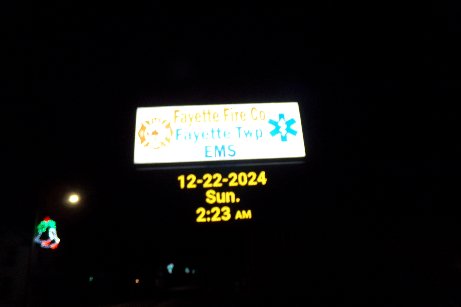 Fayette Fire Co
Fayette Twp
EMS
12-22-2024
Sun.
2:23 AM